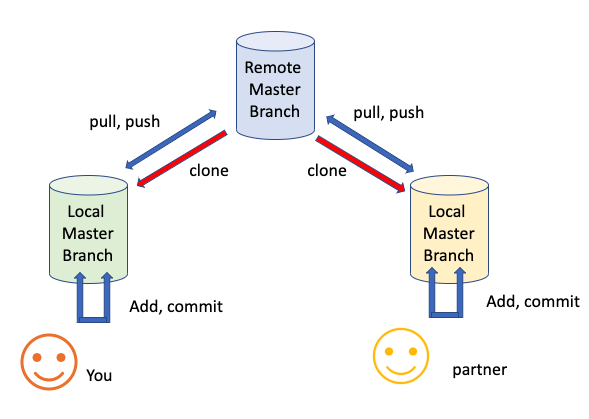 Remote
Master
Branch
pull, push
pull, push
clone
clone
Local
Master
Branch
Local
Master
Branch
Add, commit
Add, commit
You
partner